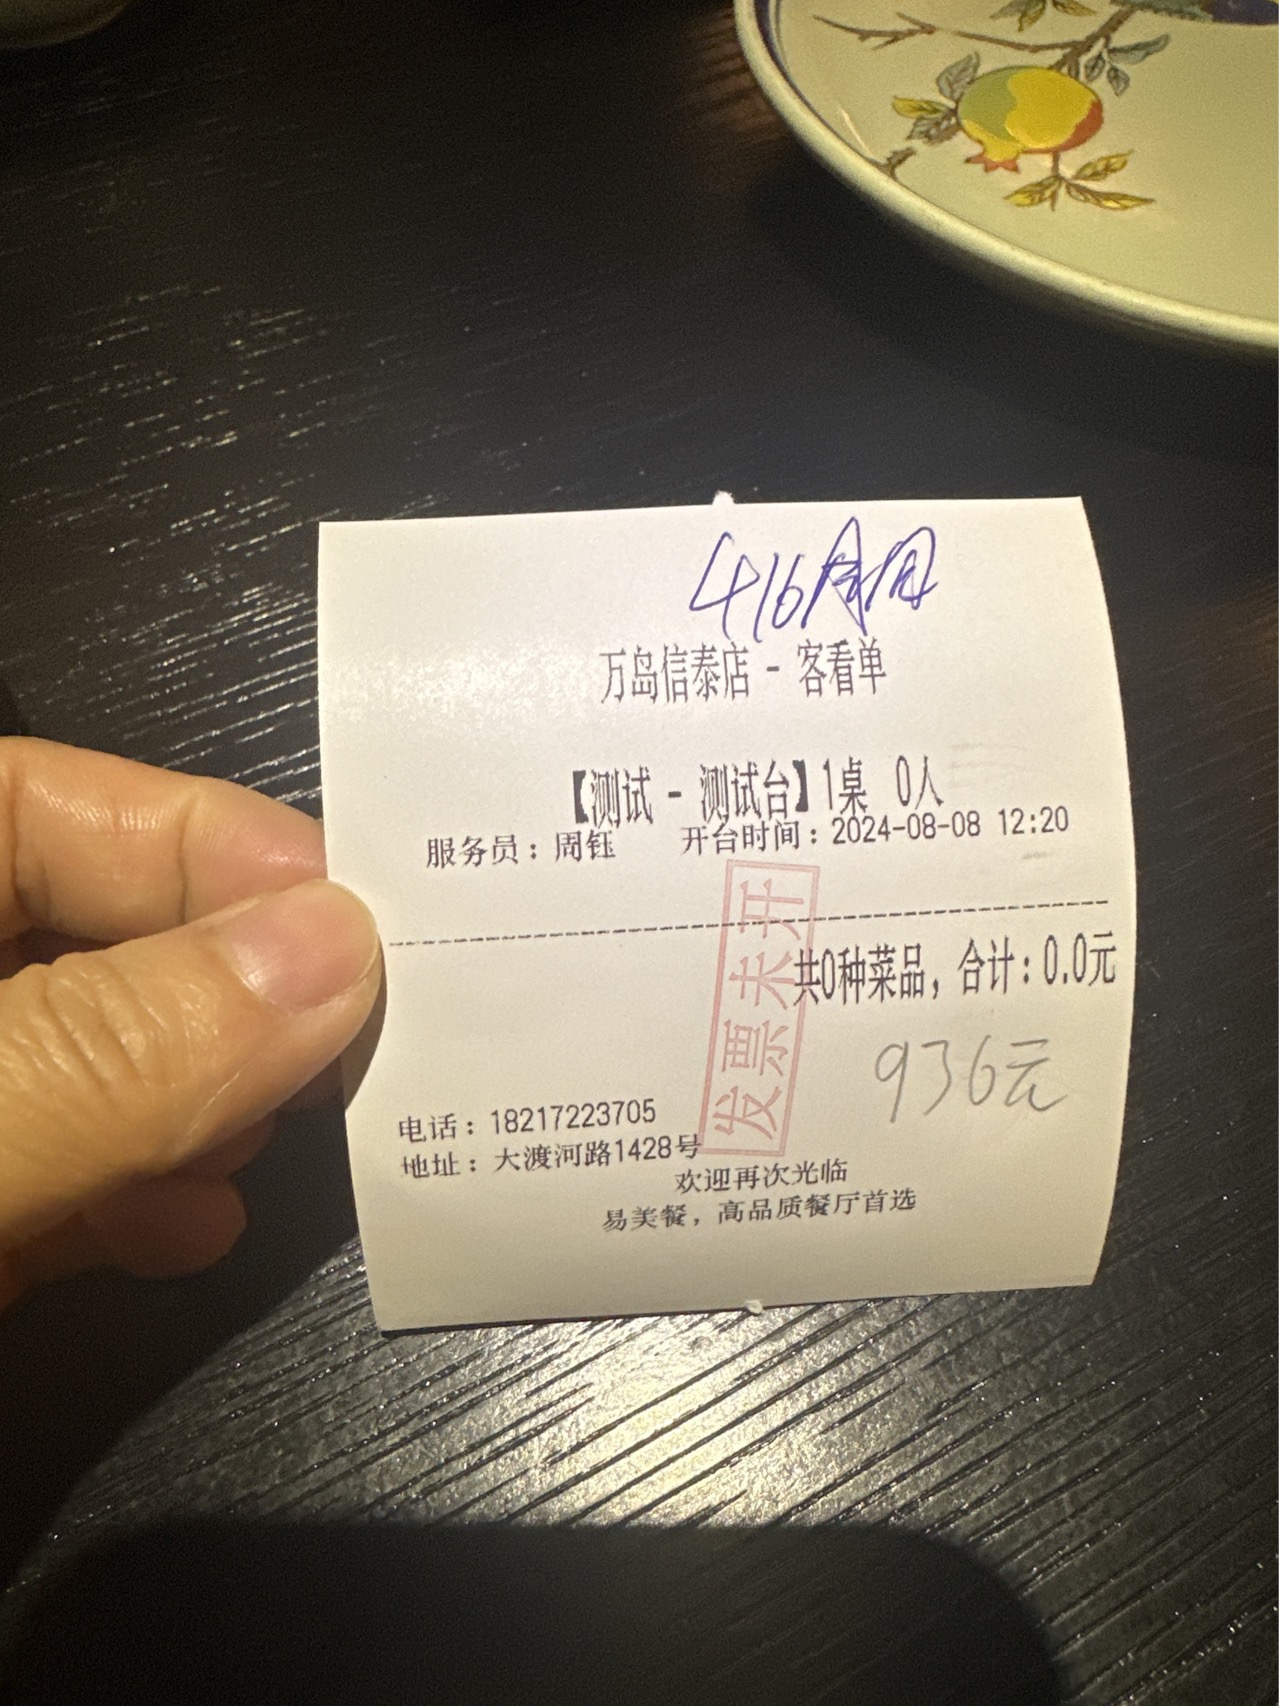 416
万岛信泰店 - 客看单
【测试 - 测试台】1桌 0人
服务员：周钰 开台时间：2024-08-08 12:20
共0种菜品，合计：0.0元
发票未开
936元
电话：18217223705
地址：大渡河路1428号
欢迎再次光临
易美餐，高品质餐厅首选